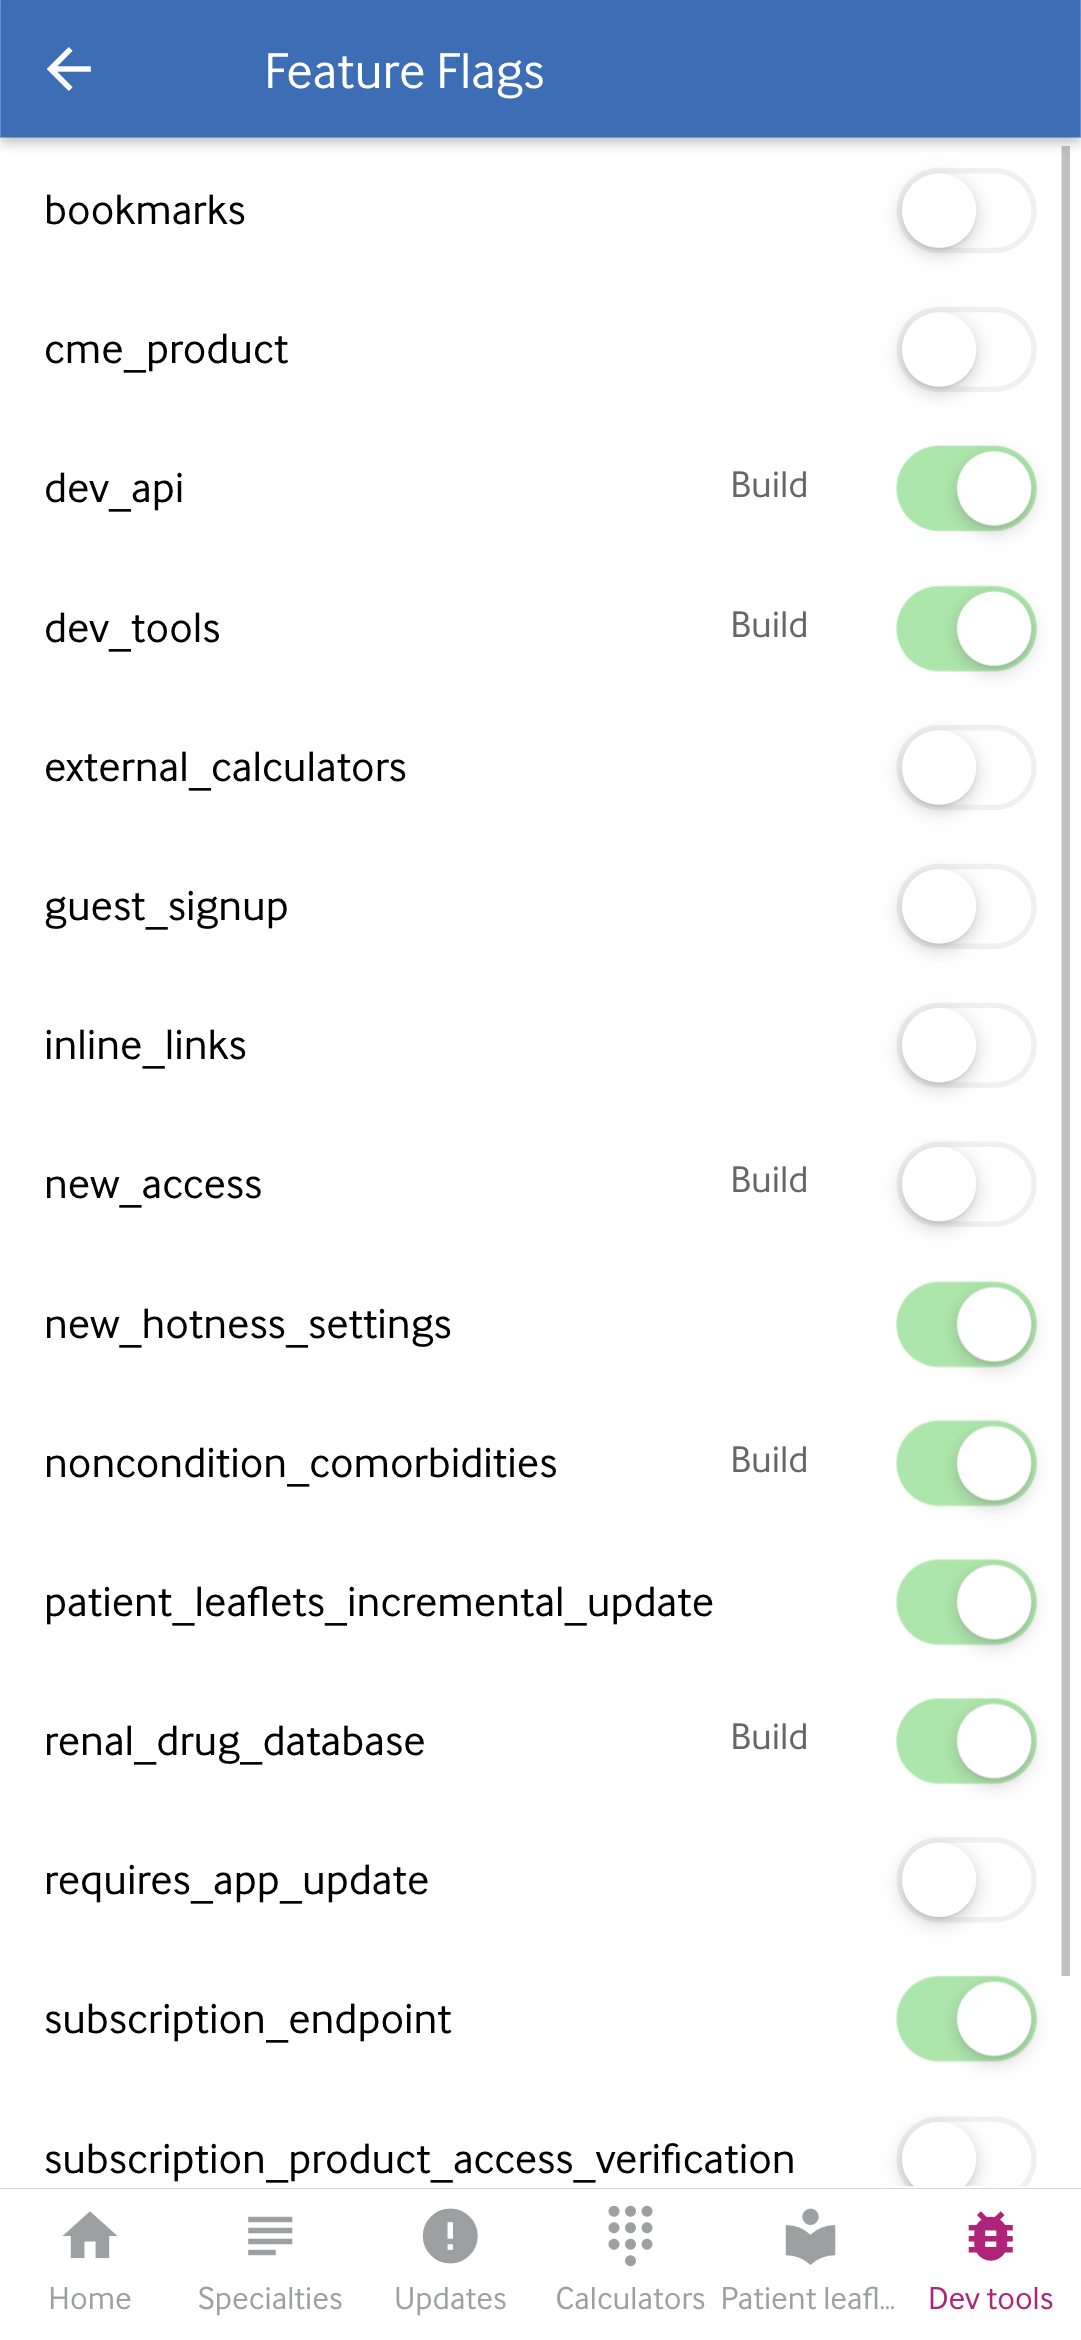 Feature Flags
bookmarks
cme_product
dev_api Build
dev_tools Build
external_calculators
guest_signup
inline_links
new_access Build
new_hotness_settings
noncondition_comorbidities Build
patient_leaflets_incremental_update
renal_drug_database Build
requires_app_update
subscription_endpoint
subscription_product_access_verification
Home Specialties Updates Calculators Patient leafl... Dev tools